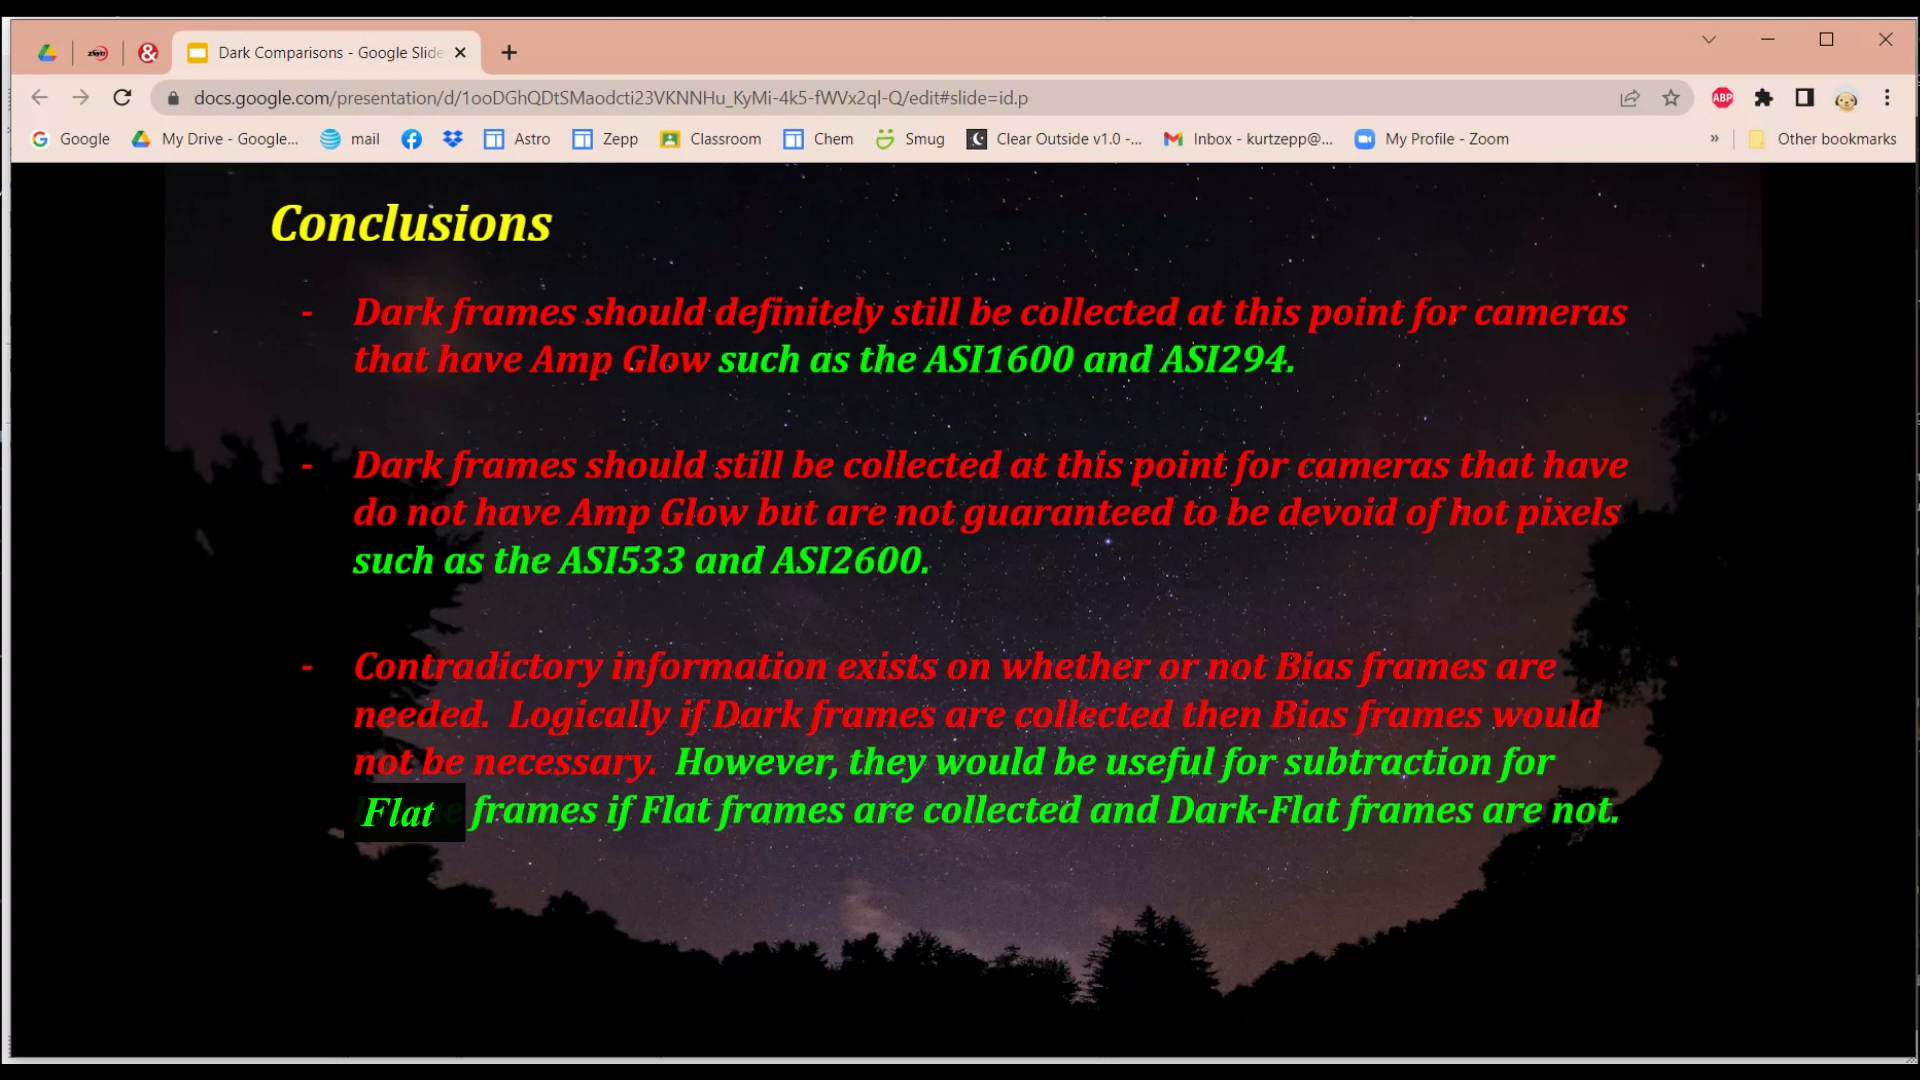 Dark Comparisons - Google Slide
docs.google.com/presentation/d/1ooDGhQDtSMaodcti23VKNNHu_KyMi-4k5-fWVx2ql-Q/edit#slide=id.p
ABP
Google My Drive - Google... mail Astro Zepp Classroom Chem Smug Clear Outside v1.0 -... Inbox - kurtzepp@... My Profile - Zoom » Other bookmarks
Conclusions
- Dark frames should definitely still be collected at this point for cameras
that have Amp Glow such as the ASI1600 and ASI294.
- Dark frames should still be collected at this point for cameras that have
do not have Amp Glow but are not guaranteed to be devoid of hot pixels
such as the ASI533 and ASI2600.
- Contradictory information exists on whether or not Bias frames are
needed. Logically if Dark frames are collected then Bias frames would
not be necessary. However, they would be useful for subtraction for
Flat frames if Flat frames are collected and Dark-Flat frames are not.